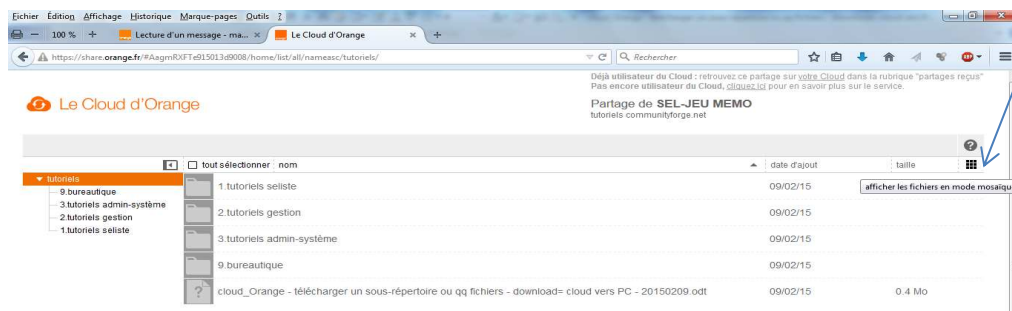 Fichier Édition Affichage Historique Marque-pages Outils ?
100 % + Lecture d'un message - ma... × Le Cloud d'Orange × +
https://share.orange.fr/#AagmRXFTe915013d9008/home/list/all/nameasc/tutoriels/ Rechercher
Déjà utilisateur du Cloud : retrouvez ce partage sur votre Cloud dans la rubrique "partages reçus"
Pas encore utilisateur du Cloud, cliquez ici pour en savoir plus sur le service.
Le Cloud d'Orange
Partage de SEL-JEU MEMO
tutoriels communityforge.net
?
tout sélectionner nom date d'ajout taille
tutoriels
9.bureautique
3.tutoriels admin-système
2.tutoriels gestion
1.tutoriels seliste
1.tutoriels seliste 09/02/15
afficher les fichiers en mode mosaïqu
2.tutoriels gestion 09/02/15
3.tutoriels admin-système 09/02/15
9.bureautique 09/02/15
? cloud_Orange - télécharger un sous-répertoire ou qq fichiers - download= cloud vers PC - 20150209.odt 09/02/15 0.4 Mo